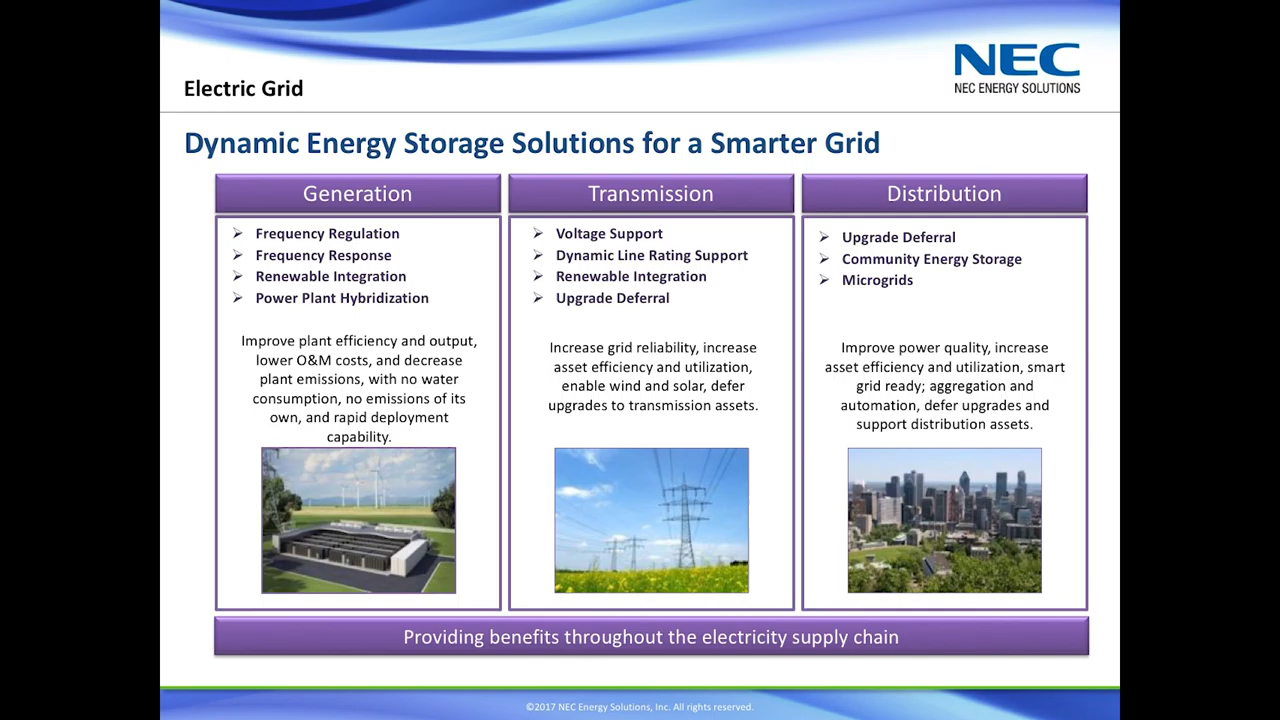 NEC
NEC ENERGY SOLUTIONS
Electric Grid
Dynamic Energy Storage Solutions for a Smarter Grid
Generation
Frequency Regulation
Frequency Response
Renewable Integration
Power Plant Hybridization
Improve plant efficiency and output,
lower O&M costs, and decrease
plant emissions, with no water
consumption, no emissions of its
own, and rapid deployment
capability.
Transmission
Voltage Support
Dynamic Line Rating Support
Renewable Integration
Upgrade Deferral
Increase grid reliability, increase
asset efficiency and utilization,
enable wind and solar, defer
upgrades to transmission assets.
Distribution
Upgrade Deferral
Community Energy Storage
Microgrids
Improve power quality, increase
asset efficiency and utilization, smart
grid ready; aggregation and
automation, defer upgrades and
support distribution assets.
Providing benefits throughout the electricity supply chain
©2017 NEC Energy Solutions, Inc. All rights reserved.